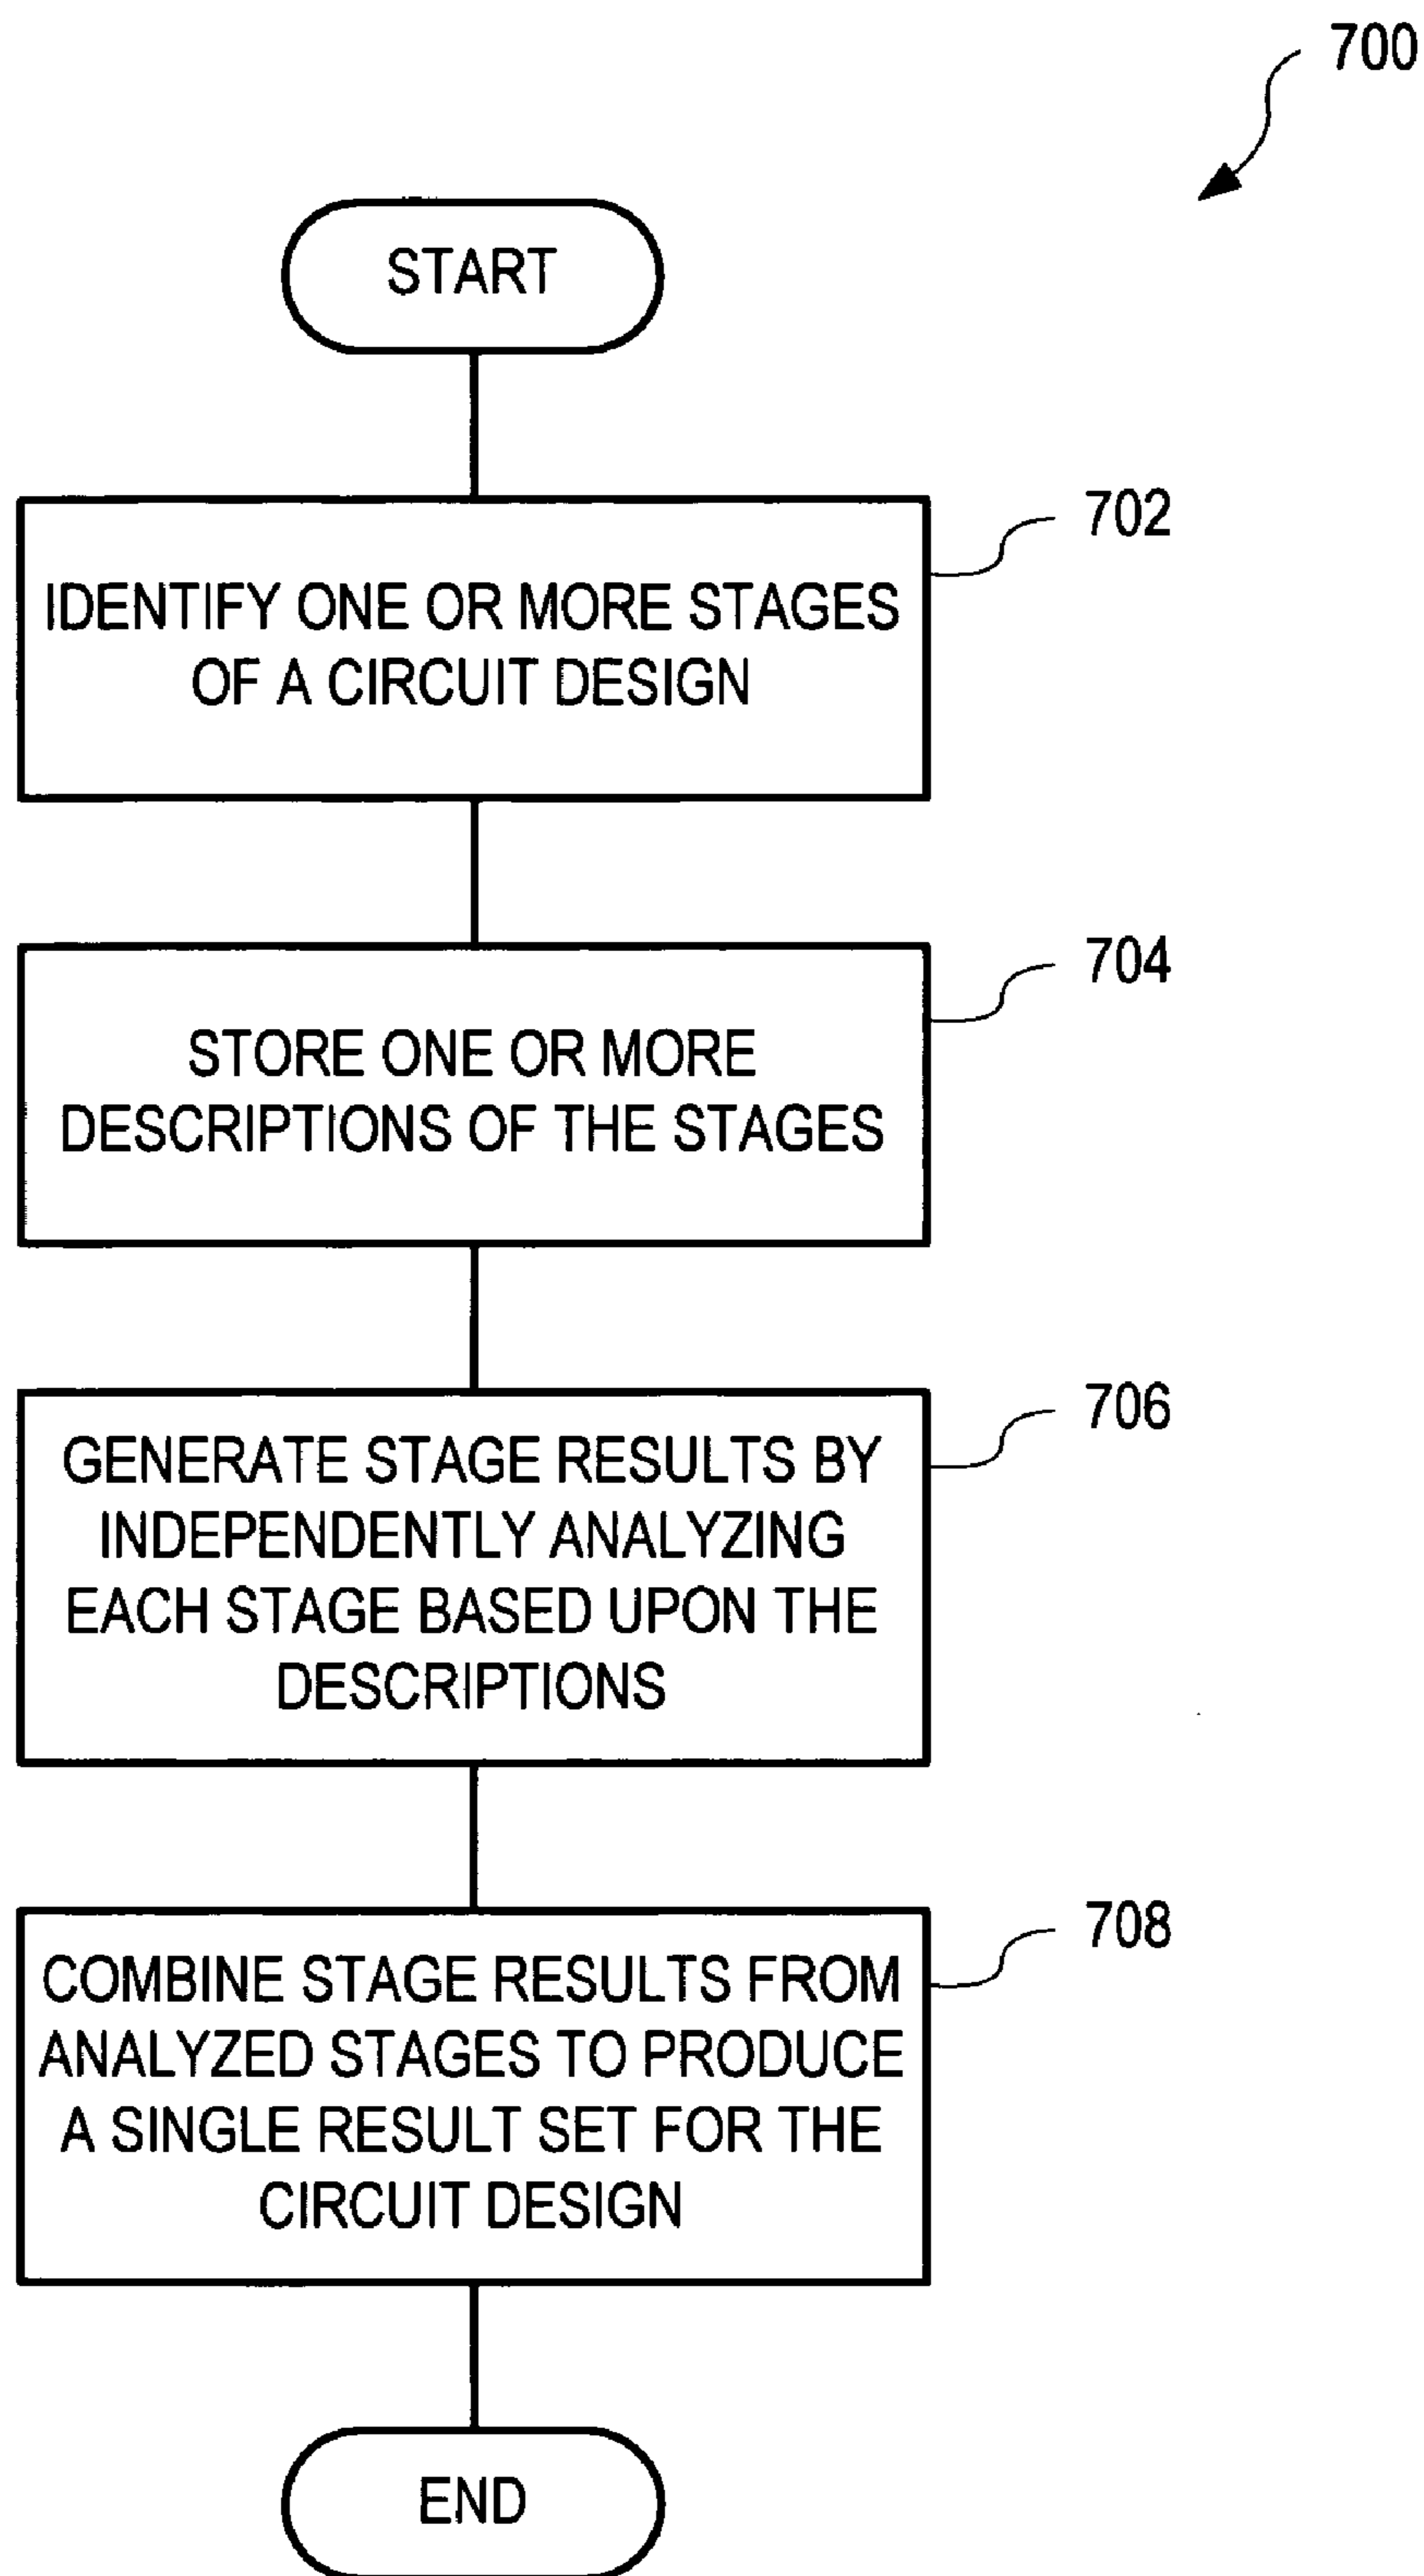 700
START
702
IDENTIFY ONE OR MORE STAGES
OF A CIRCUIT DESIGN
704
STORE ONE OR MORE
DESCRIPTIONS OF THE STAGES
706
GENERATE STAGE RESULTS BY
INDEPENDENTLY ANALYZING
EACH STAGE BASED UPON THE
DESCRIPTIONS
708
COMBINE STAGE RESULTS FROM
ANALYZED STAGES TO PRODUCE
A SINGLE RESULT SET FOR THE
CIRCUIT DESIGN
END